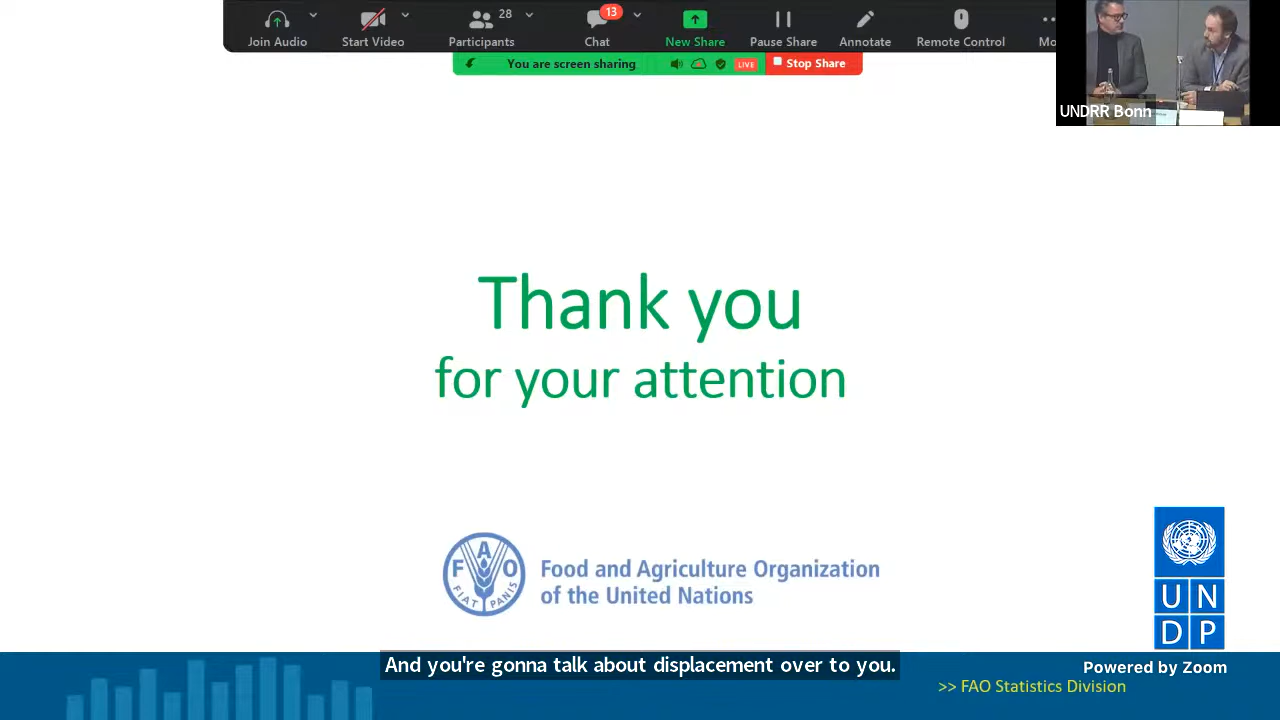 Join Audio
Start Video
28
Participants
13
Chat
New Share
Pause Share
Annotate
Remote Control
Mo
You are screen sharing
LIVE
Stop Share
UNDRR Bonn
Thank you
for your attention
F A O
FIAT PANIS
Food and Agriculture Organization
of the United Nations
U N
D P
And you're gonna talk about displacement over to you.
Powered by Zoom
>> FAO Statistics Division